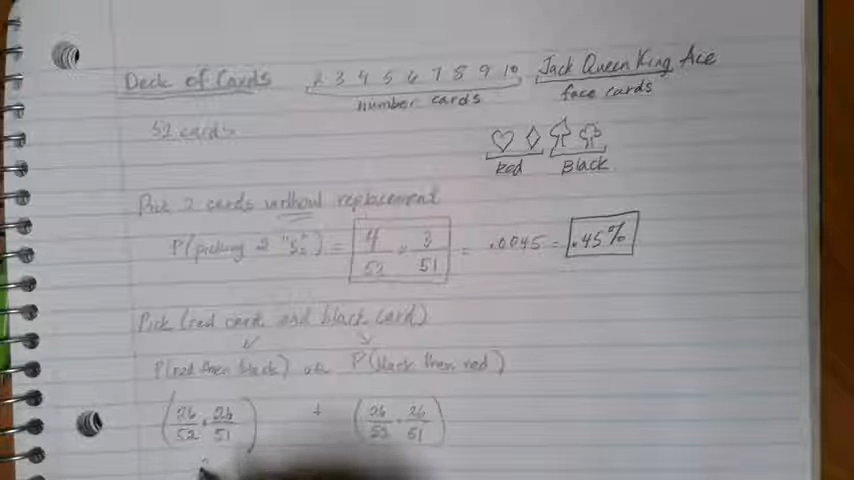 Deck of Cards 2 3 4 5 6 7 8 9 10 Jack Queen King Ace
number cards face cards
52 cards
Red Black
Pick 2 cards without replacement
P(picking 2 "5s") = 4/52 · 3/51 = .0045 = .45%
Pick (red card and black card)
P(red then black) or P(black then red)
(26/52 · 26/51) + (26/52 · 26/51)